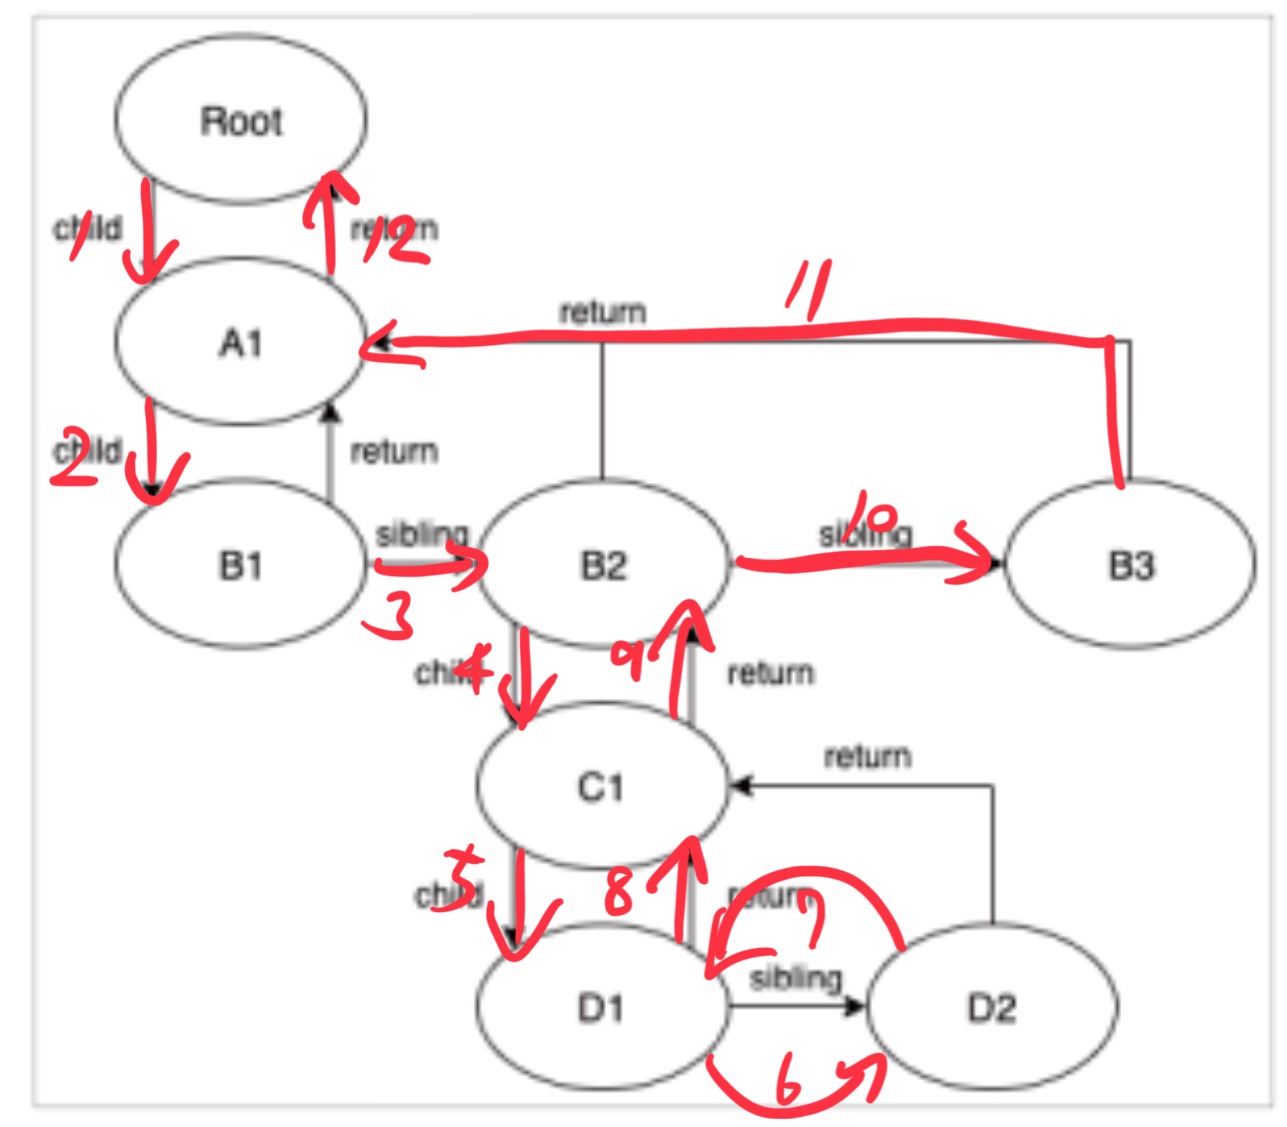 Root
child 1
return 12
A1
return
11
child 2
return
B1
sibling
3
B2
sibling 10
B3
child 4
9
return
C1
return
child 5
8
return
7
D1
sibling
D2
6